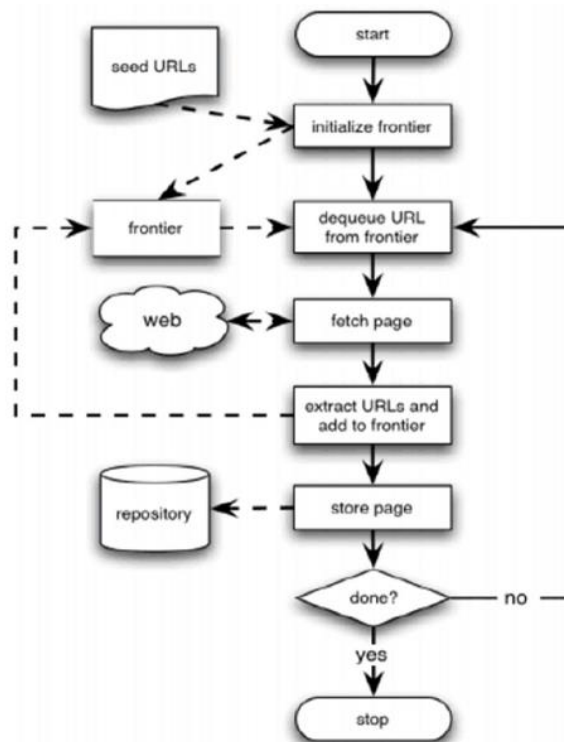 start
seed URLs
initialize frontier
frontier
dequeue URL
from frontier
web
fetch page
extract URLs and
add to frontier
repository
store page
done?
no
yes
stop